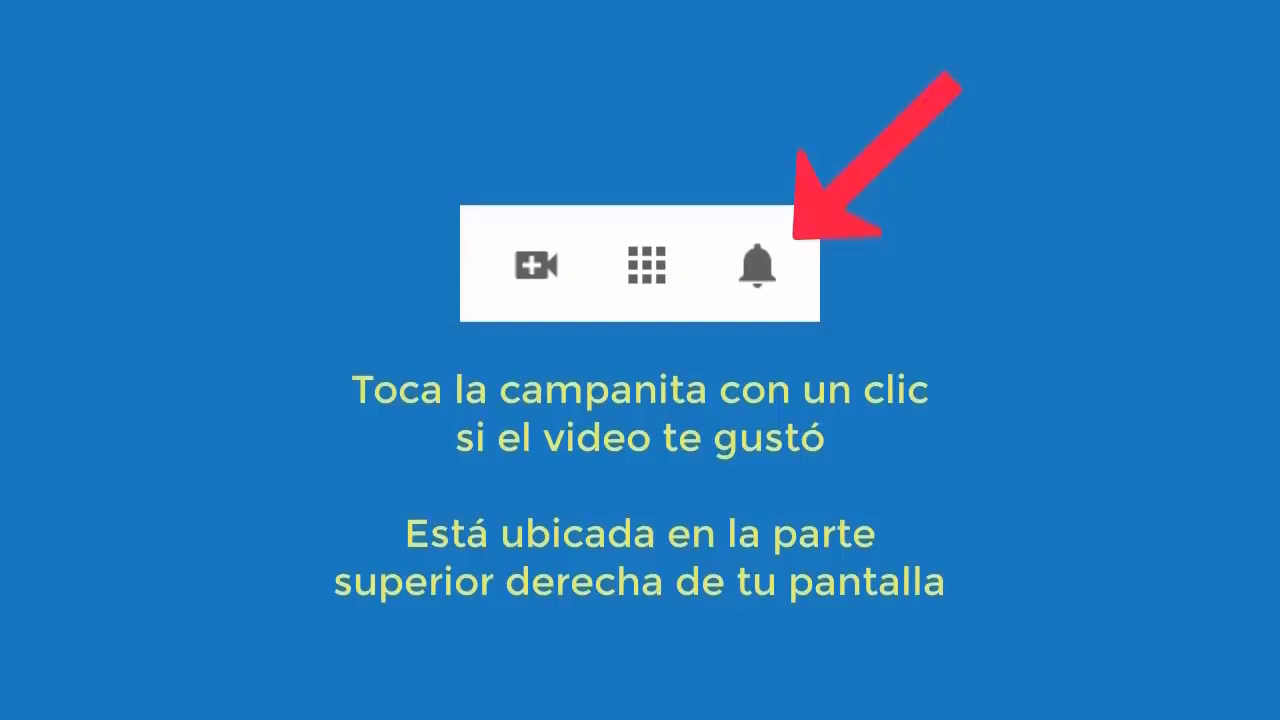 Toca la campanita con un clic
si el video te gustó
Está ubicada en la parte
superior derecha de tu pantalla